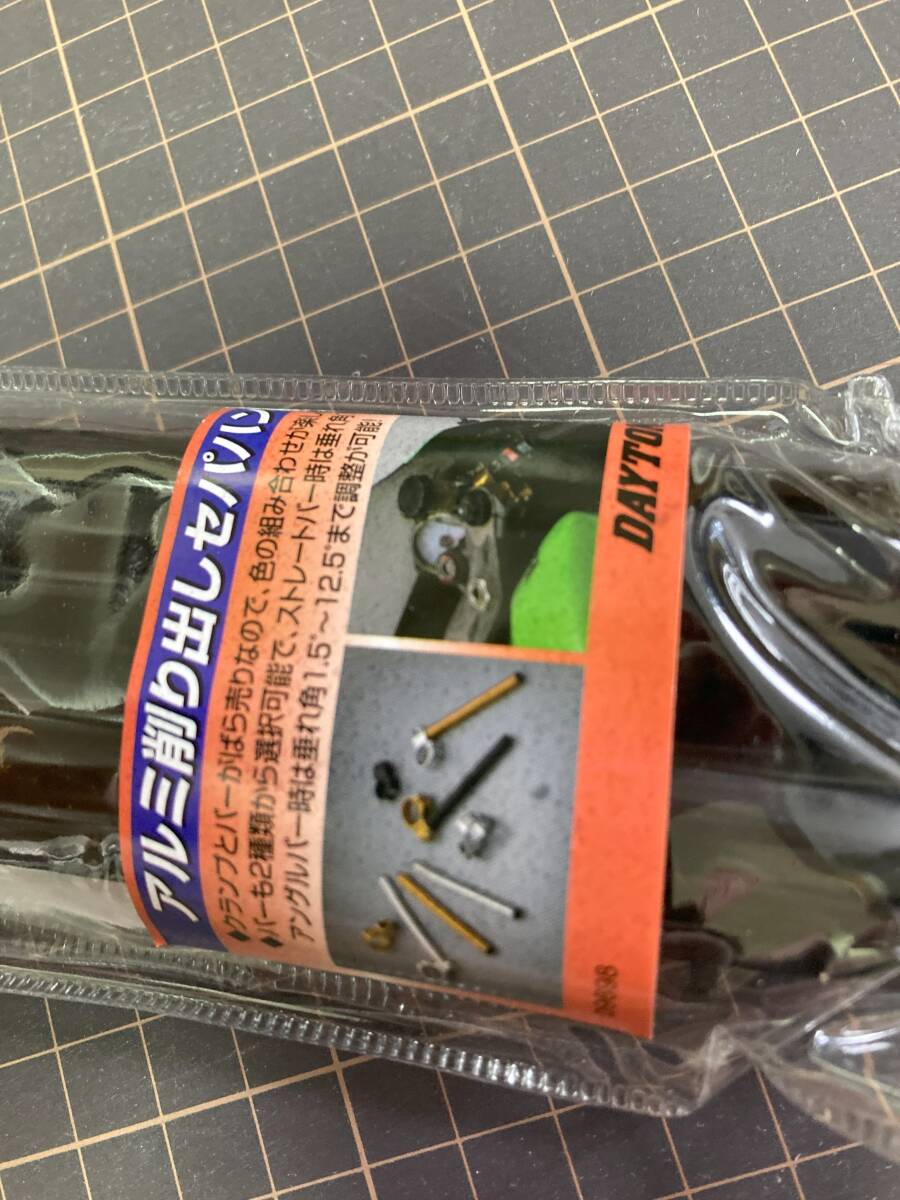 アルミ削り出しセパハン
◆クランプとバーがばら売りなので、色の組み合わせが楽し
◆バーも2種類から選択可能で、ストレートバー時は垂れ角
アングルバー時は垂れ角1.5°～12.5°まで調整が可能
DAYTO